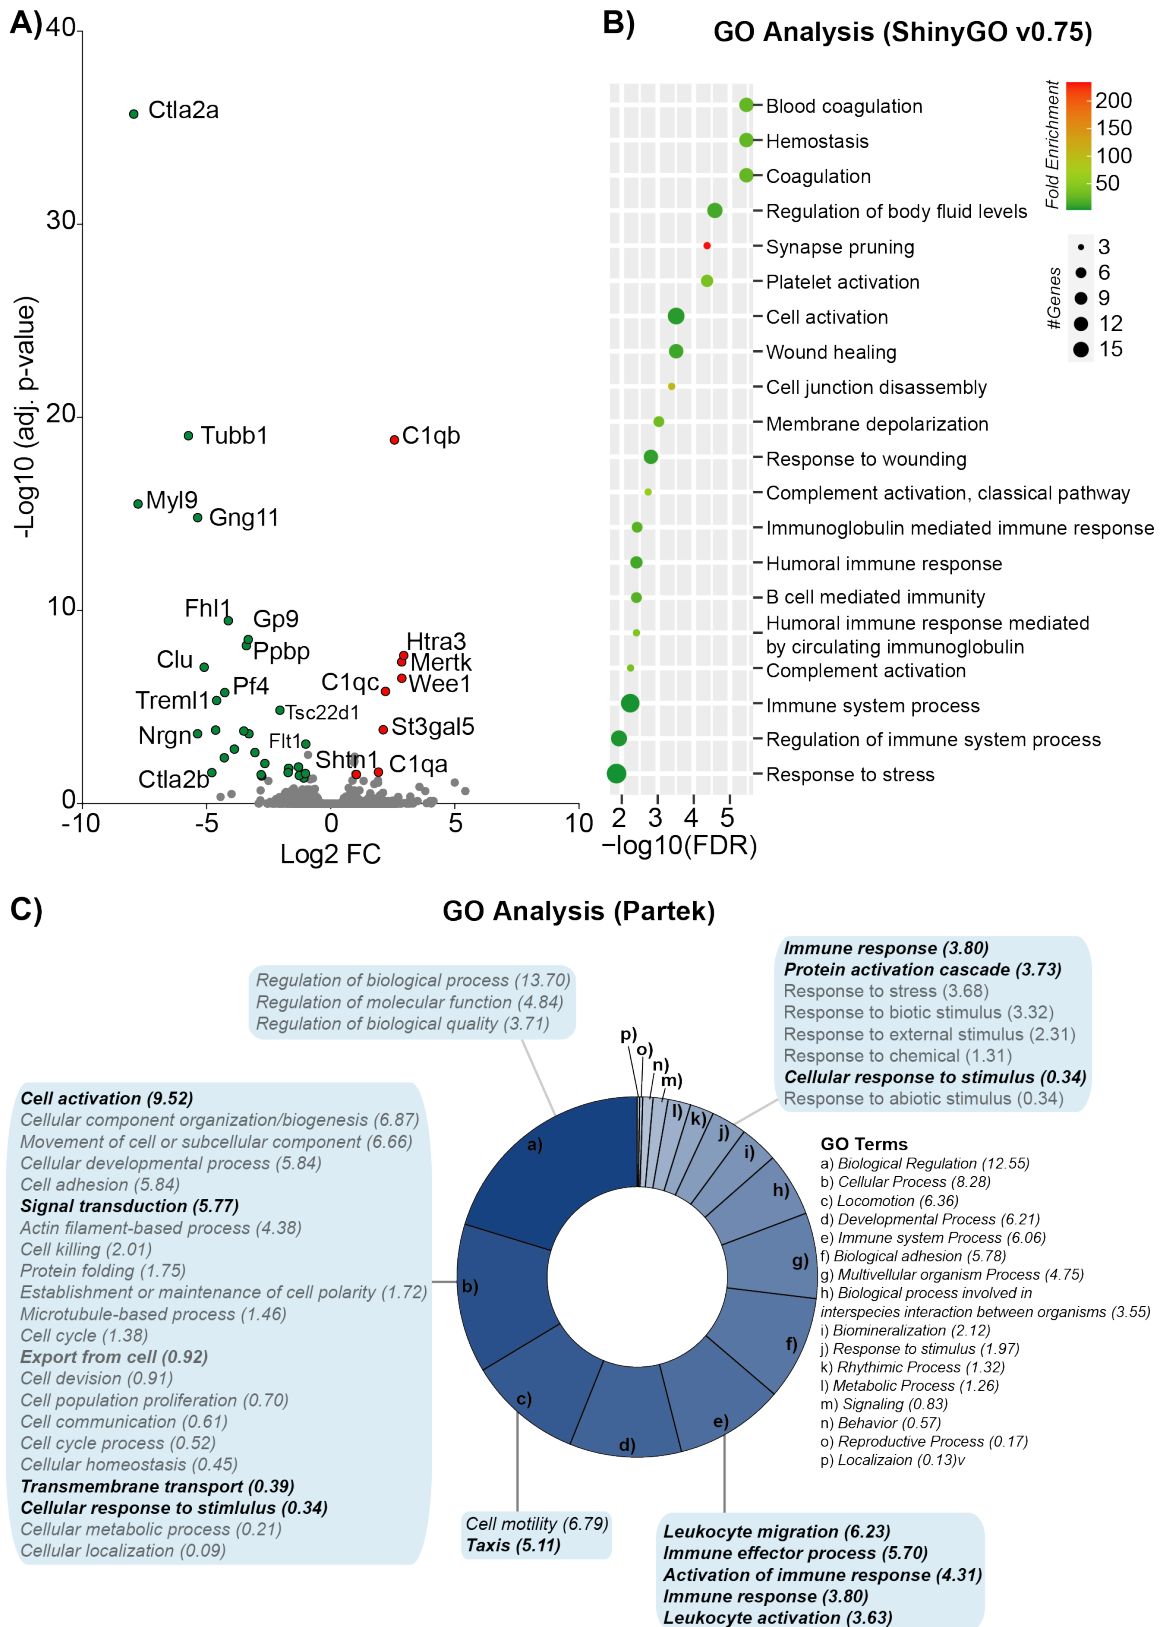 A)
40
30
20
10
0
-Log10 (adj. p-value)
Ctla2a
Tubb1
C1qb
Myl9
Gng11
Fhl1
Gp9
Ppbp
Htra3
Clu
Mertk
Pf4
C1qc
Wee1
Treml1
Tsc22d1
St3gal5
Nrgn
Flt1
Shtn1
C1qa
Ctla2b
-10
-5
0
5
10
Log2 FC
B)
GO Analysis (ShinyGO v0.75)
Blood coagulation
Hemostasis
Coagulation
Regulation of body fluid levels
Synapse pruning
Platelet activation
Cell activation
Wound healing
Cell junction disassembly
Membrane depolarization
Response to wounding
Complement activation, classical pathway
Immunoglobulin mediated immune response
Humoral immune response
B cell mediated immunity
Humoral immune response mediated
by circulating immunoglobulin
Complement activation
Immune system process
Regulation of immune system process
Response to stress
2
3
4
5
−log10(FDR)
Fold Enrichment
200
150
100
50
#Genes
3
6
9
12
15
C)
GO Analysis (Partek)
Regulation of biological process (13.70)
Regulation of molecular function (4.84)
Regulation of biological quality (3.71)
Immune response (3.80)
Protein activation cascade (3.73)
Response to stress (3.68)
Response to biotic stimulus (3.32)
Response to external stimulus (2.31)
Response to chemical (1.31)
Cellular response to stimulus (0.34)
Response to abiotic stimulus (0.34)
Cell activation (9.52)
Cellular component organization/biogenesis (6.87)
Movement of cell or subcellular component (6.66)
Cellular developmental process (5.84)
Cell adhesion (5.84)
Signal transduction (5.77)
Actin filament-based process (4.38)
Cell killing (2.01)
Protein folding (1.75)
Establishment or maintenance of cell polarity (1.72)
Microtubule-based process (1.46)
Cell cycle (1.38)
Export from cell (0.92)
Cell devision (0.91)
Cell population proliferation (0.70)
Cell communication (0.61)
Cell cycle process (0.52)
Cellular homeostasis (0.45)
Transmembrane transport (0.39)
Cellular response to stimlulus (0.34)
Cellular metabolic process (0.21)
Cellular localization (0.09)
p)
o)
n)
m)
l)
k)
j)
i)
h)
g)
f)
e)
d)
c)
b)
a)
GO Terms
a) Biological Regulation (12.55)
b) Cellular Process (8.28)
c) Locomotion (6.36)
d) Developmental Process (6.21)
e) Immune system Process (6.06)
f) Biological adhesion (5.78)
g) Multivellular organism Process (4.75)
h) Biological process involved in
interspecies interaction between organisms (3.55)
i) Biomineralization (2.12)
j) Response to stimulus (1.97)
k) Rhythimic Process (1.32)
l) Metabolic Process (1.26)
m) Signaling (0.83)
n) Behavior (0.57)
o) Reproductive Process (0.17)
p) Localizaion (0.13)v
Cell motility (6.79)
Taxis (5.11)
Leukocyte migration (6.23)
Immune effector process (5.70)
Activation of immune response (4.31)
Immune response (3.80)
Leukocyte activation (3.63)